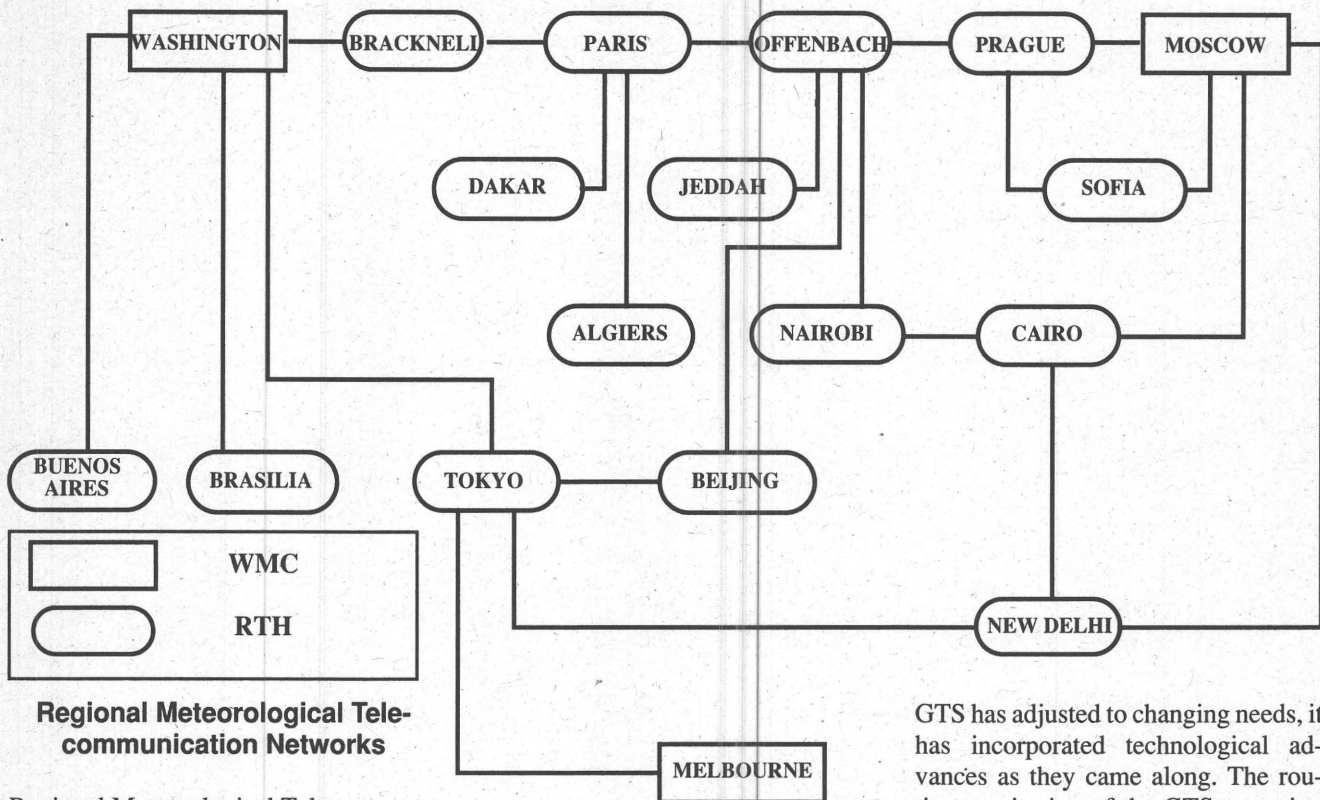 WASHINGTON
BRACKNELL
PARIS
OFFENBACH
PRAGUE
MOSCOW
DAKAR
JEDDAH
SOFIA
ALGIERS
NAIROBI
CAIRO
BUENOS
AIRES
BRASILIA
TOKYO
BEIJING
WMC
RTH
NEW DELHI
MELBOURNE
Regional Meteorological Tele-
communication Networks
GTS has adjusted to changing needs, it
has incorporated technological ad-
vances as they came along. The rou-